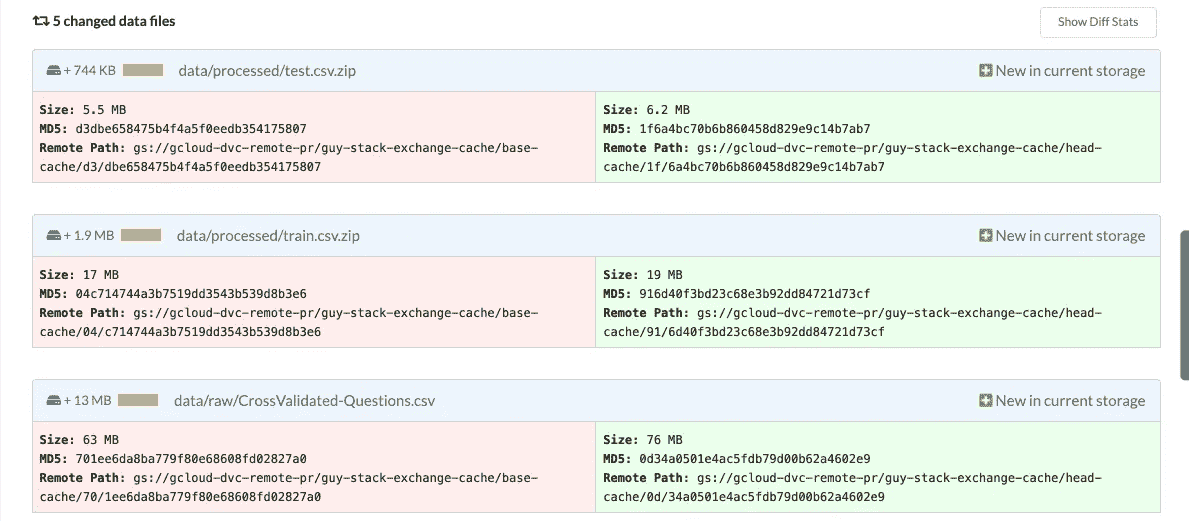 5 changed data files
Show Diff Stats
+ 744 KB data/processed/test.csv.zip New in current storage
Size: 5.5 MB
MD5: d3dbe658475b4f4a5f0eedb354175807
Remote Path: gs://gcloud-dvc-remote-pr/guy-stack-exchange-cache/base-
cache/d3/dbe658475b4f4a5f0eedb354175807
Size: 6.2 MB
MD5: 1f6a4bc70b6b860458d829e9c14b7ab7
Remote Path: gs://gcloud-dvc-remote-pr/guy-stack-exchange-cache/head-
cache/1f/6a4bc70b6b860458d829e9c14b7ab7
+ 1.9 MB data/processed/train.csv.zip New in current storage
Size: 17 MB
MD5: 04c714744a3b7519dd3543b539d8b3e6
Remote Path: gs://gcloud-dvc-remote-pr/guy-stack-exchange-cache/base-
cache/04/c714744a3b7519dd3543b539d8b3e6
Size: 19 MB
MD5: 916d40f3bd23c68e3b92dd84721d73cf
Remote Path: gs://gcloud-dvc-remote-pr/guy-stack-exchange-cache/head-
cache/91/6d40f3bd23c68e3b92dd84721d73cf
+ 13 MB data/raw/CrossValidated-Questions.csv New in current storage
Size: 63 MB
MD5: 701ee6da8ba779f80e68608fd02827a0
Remote Path: gs://gcloud-dvc-remote-pr/guy-stack-exchange-cache/base-
cache/70/1ee6da8ba779f80e68608fd02827a0
Size: 76 MB
MD5: 0d34a0501e4ac5fdb79d00b62a4602e9
Remote Path: gs://gcloud-dvc-remote-pr/guy-stack-exchange-cache/head-
cache/0d/34a0501e4ac5fdb79d00b62a4602e9